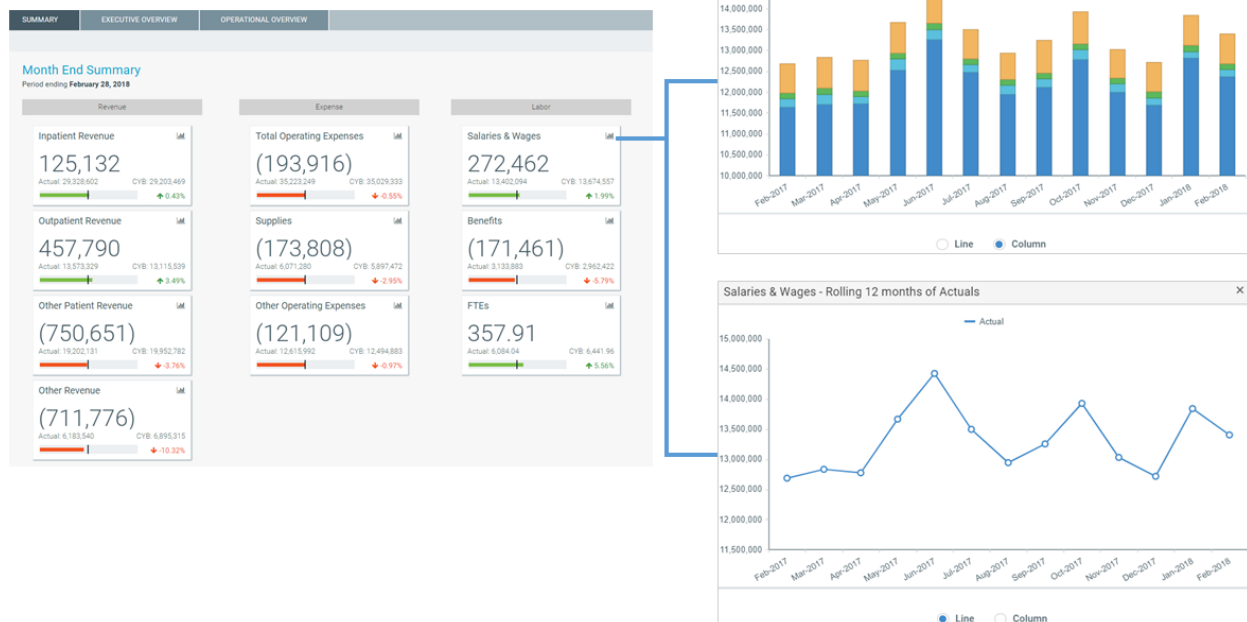 SUMMARY EXECUTIVE OVERVIEW OPERATIONAL OVERVIEW
Month End Summary
Period ending February 28, 2018
Revenue Expense Labor
Inpatient Revenue
125,132
Actual: 29,328,602 CYB: 29,203,469
0.43%
Outpatient Revenue
457,790
Actual: 13,573,329 CYB: 13,115,539
3.49%
Other Patient Revenue
(750,651)
Actual: 19,202,131 CYB: 19,952,782
-3.76%
Other Revenue
(711,776)
Actual: 6,183,540 CYB: 6,895,315
-10.32%
Total Operating Expenses
(193,916)
Actual: 35,223,249 CYB: 35,029,333
-0.55%
Supplies
(173,808)
Actual: 6,071,280 CYB: 5,897,472
-2.95%
Other Operating Expenses
(121,109)
Actual: 12,615,992 CYB: 12,494,883
-0.97%
Salaries & Wages
272,462
Actual: 13,402,094 CYB: 13,674,557
1.99%
Benefits
(171,461)
Actual: 3,133,883 CYB: 2,962,422
-5.79%
FTEs
357.91
Actual: 6,084.04 CYB: 6,441.96
5.56%
14,000,000
13,500,000
13,000,000
12,500,000
12,000,000
11,500,000
11,000,000
10,500,000
10,000,000
Feb-2017 Mar-2017 Apr-2017 May-2017 Jun-2017 Jul-2017 Aug-2017 Sep-2017 Oct-2017 Nov-2017 Dec-2017 Jan-2018 Feb-2018
Line Column
Salaries & Wages - Rolling 12 months of Actuals ×
Actual
15,000,000
14,500,000
14,000,000
13,500,000
13,000,000
12,500,000
12,000,000
11,500,000
Feb-2017 Mar-2017 Apr-2017 May-2017 Jun-2017 Jul-2017 Aug-2017 Sep-2017 Oct-2017 Nov-2017 Dec-2017 Jan-2018 Feb-2018
Line Column